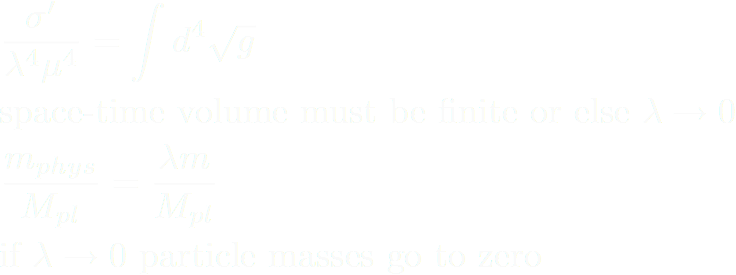 σ′ / λ⁴μ⁴ = ∫ d⁴ √g
space-time volume must be finite or else λ → 0
m_phys / M_pl = λm / M_pl
if λ → 0 particle masses go to zero